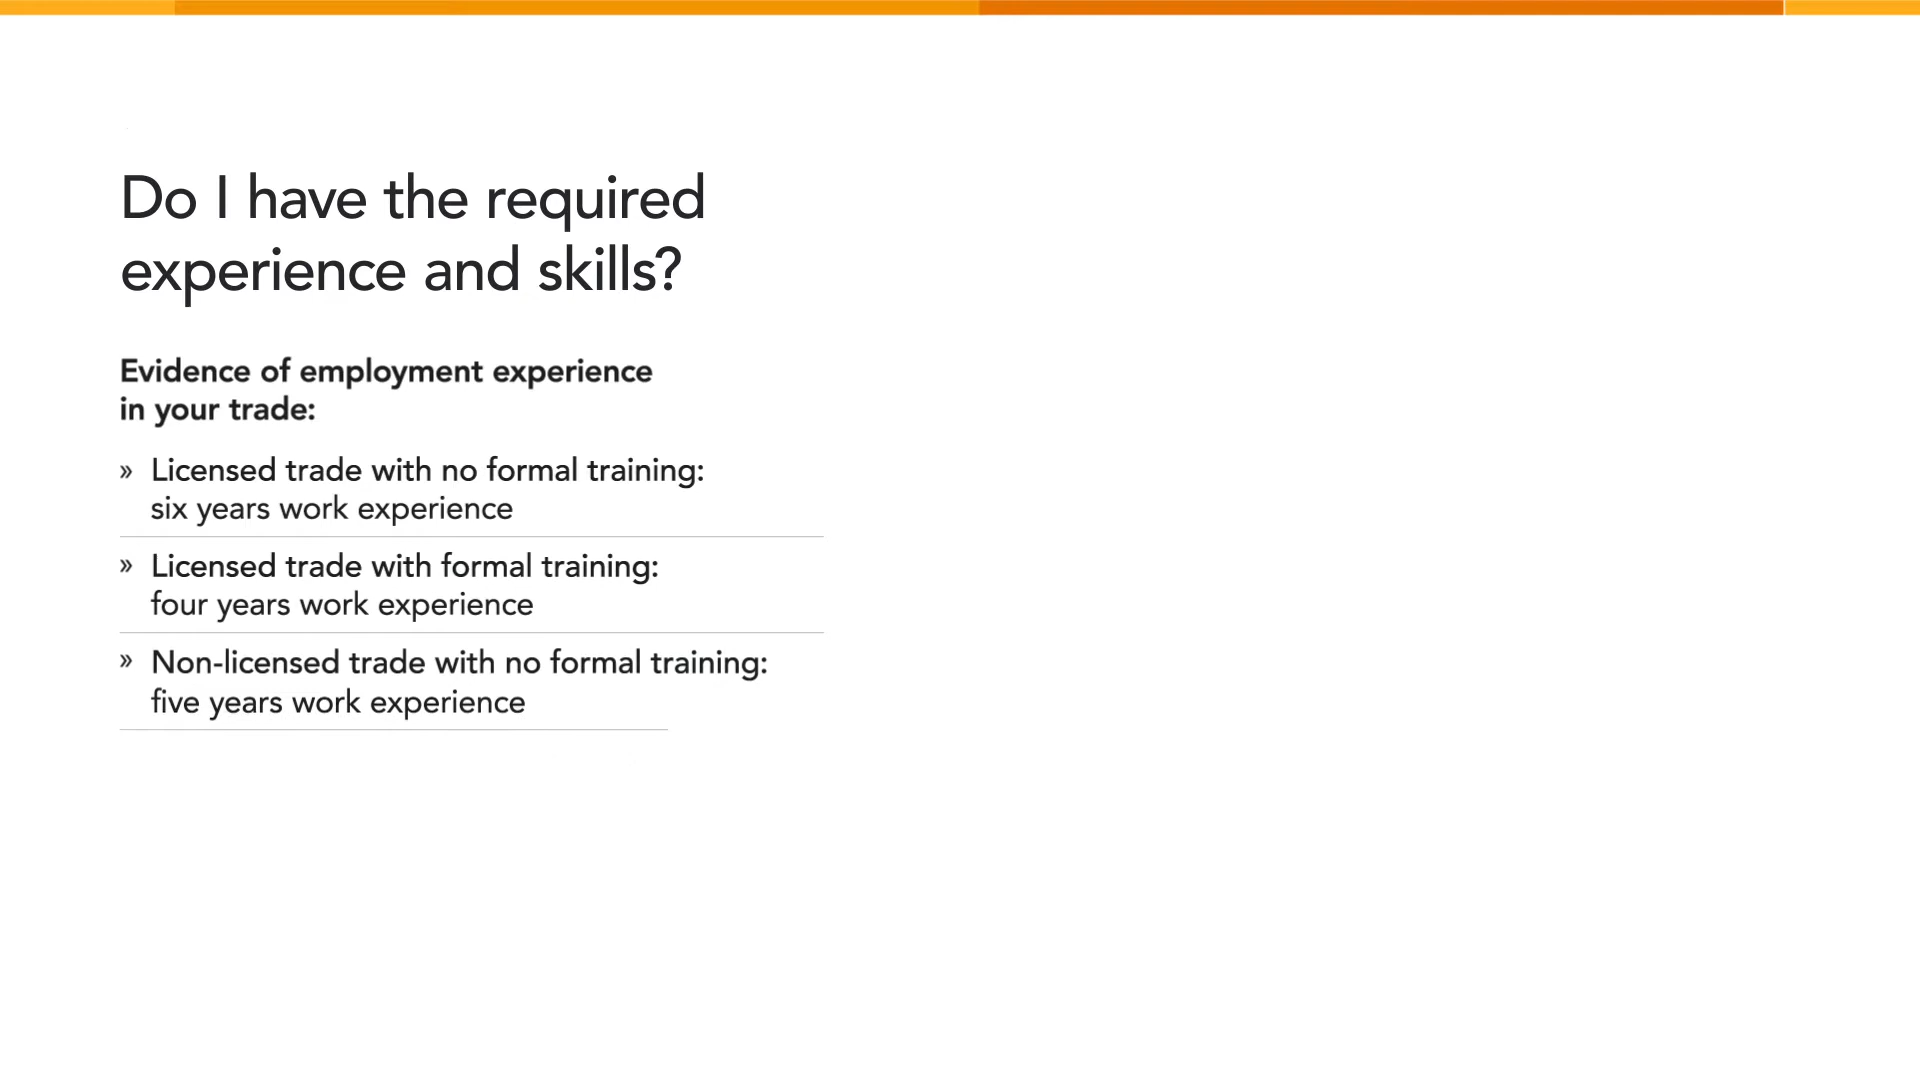 Do I have the required
experience and skills?
Evidence of employment experience
in your trade:
» Licensed trade with no formal training:
six years work experience
» Licensed trade with formal training:
four years work experience
» Non-licensed trade with no formal training:
five years work experience